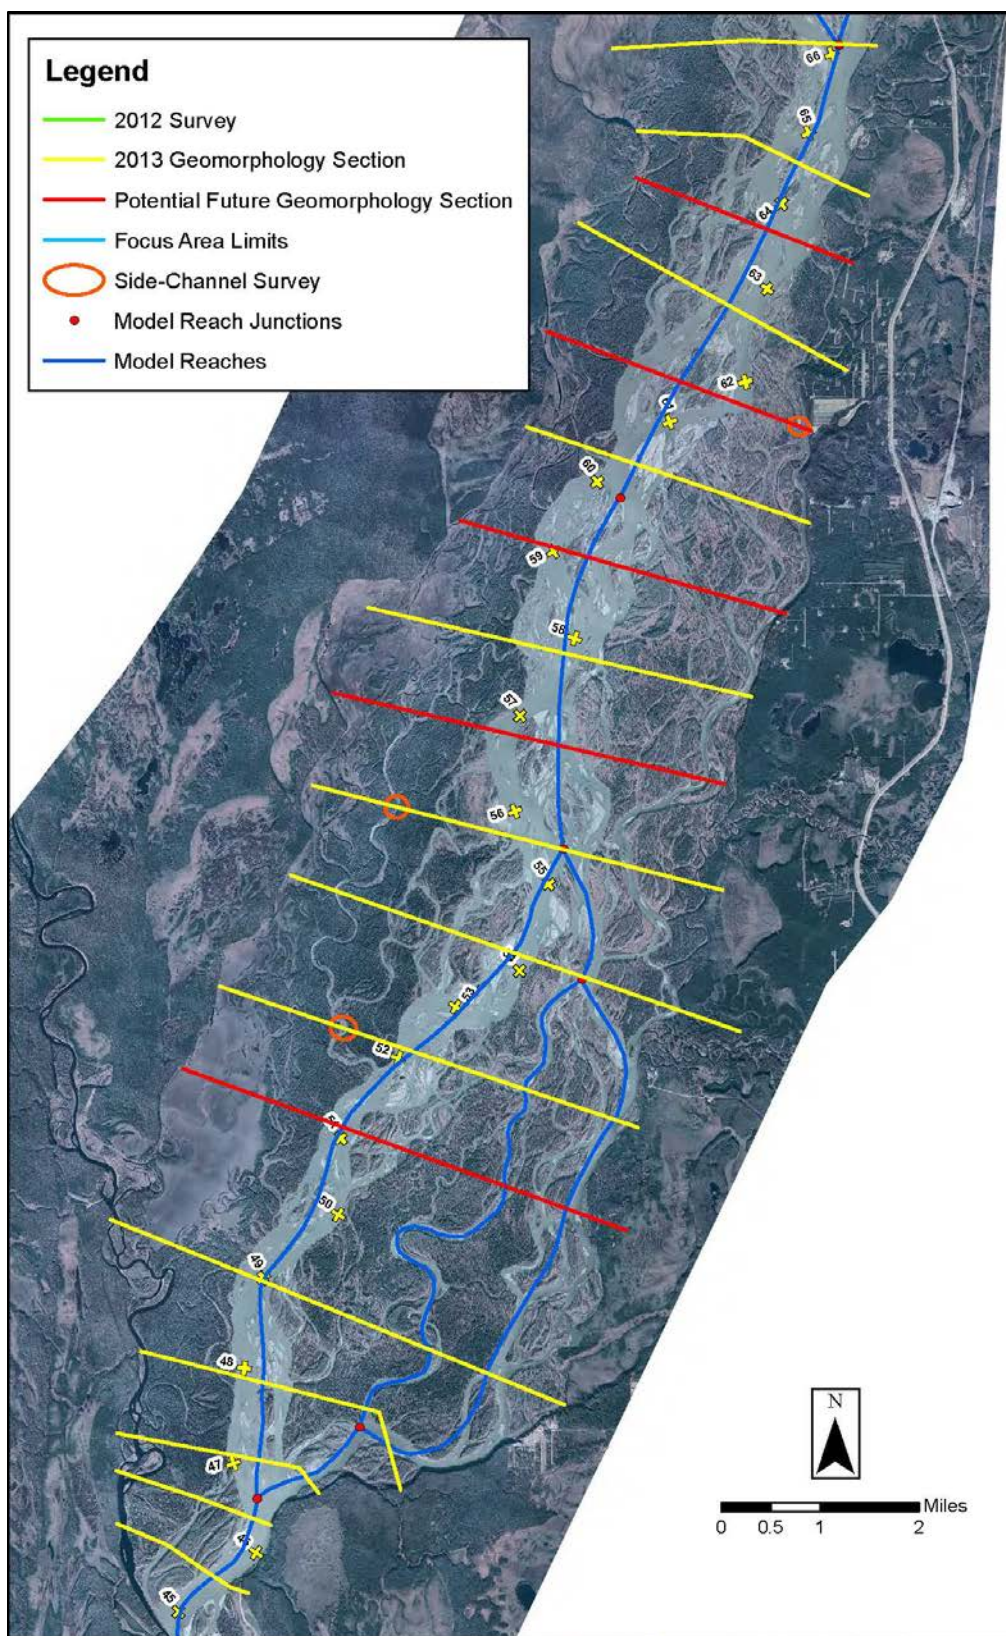 Legend
2012 Survey
2013 Geomorphology Section
Potential Future Geomorphology Section
Focus Area Limits
Side-Channel Survey
Model Reach Junctions
Model Reaches
66
65
64
63
62
60
59
58
57
56
55
53
52
50
49
48
47
45
N
Miles
0 0.5 1 2